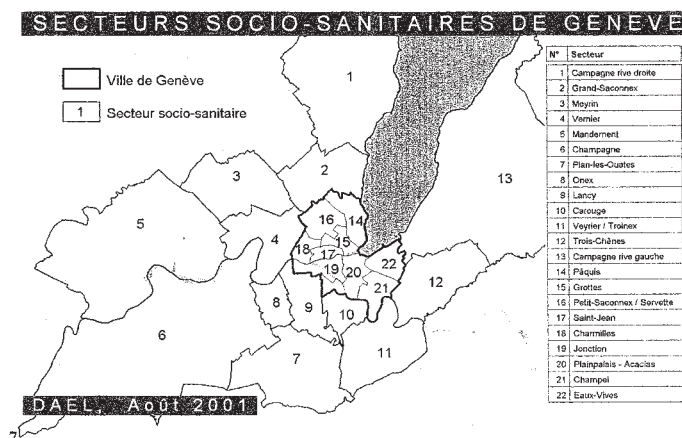 SECTEURS SOCIO-SANITAIRES DE GENEVE
Ville de Genève
1 Secteur socio-sanitaire
1
2
3
4
5
6
7
8
9
10
11
12
13
14
15
16
17
18
19
20
21
22
N° Secteur
1 Campagne rive droite
2 Grand-Saconnex
3 Meyrin
4 Vernier
5 Mandement
6 Champagne
7 Plan-les-Ouates
8 Onex
9 Lancy
10 Carouge
11 Veyrier / Troinex
12 Trois-Chênes
13 Campagne rive gauche
14 Pâquis
15 Grottes
16 Petit-Saconnex / Servette
17 Saint-Jean
18 Charmilles
19 Jonction
20 Plainpalais - Acacias
21 Champel
22 Eaux-Vives
DAEL, Août 2001